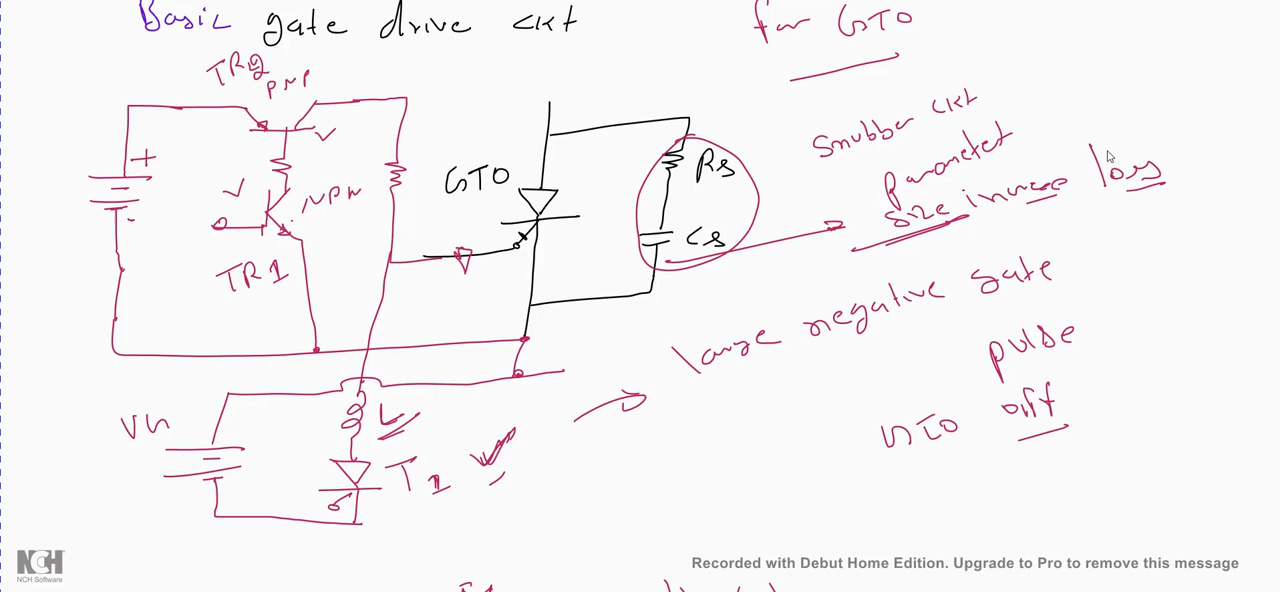 Basic gate drive ckt
for GTO
TR2
PNP
+
-
NPN
TR1
GTO
Rs
Cs
Snubber ckt
parameter
size increase loss
large negative gate
pulse
GTO off
L
T1
NCH
NCH Software
Recorded with Debut Home Edition. Upgrade to Pro to remove this message